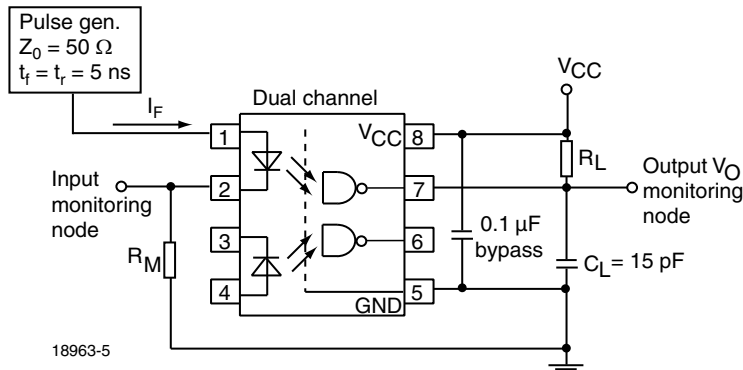 Pulse gen.
Z0 = 50 Ω
tf = tr = 5 ns
IF
Dual channel
VCC
1
VCC
8
RL
Input
monitoring
node
2
7
Output VO
monitoring
node
3
6
0.1 µF
bypass
RM
CL = 15 pF
4
GND
5
18963-5